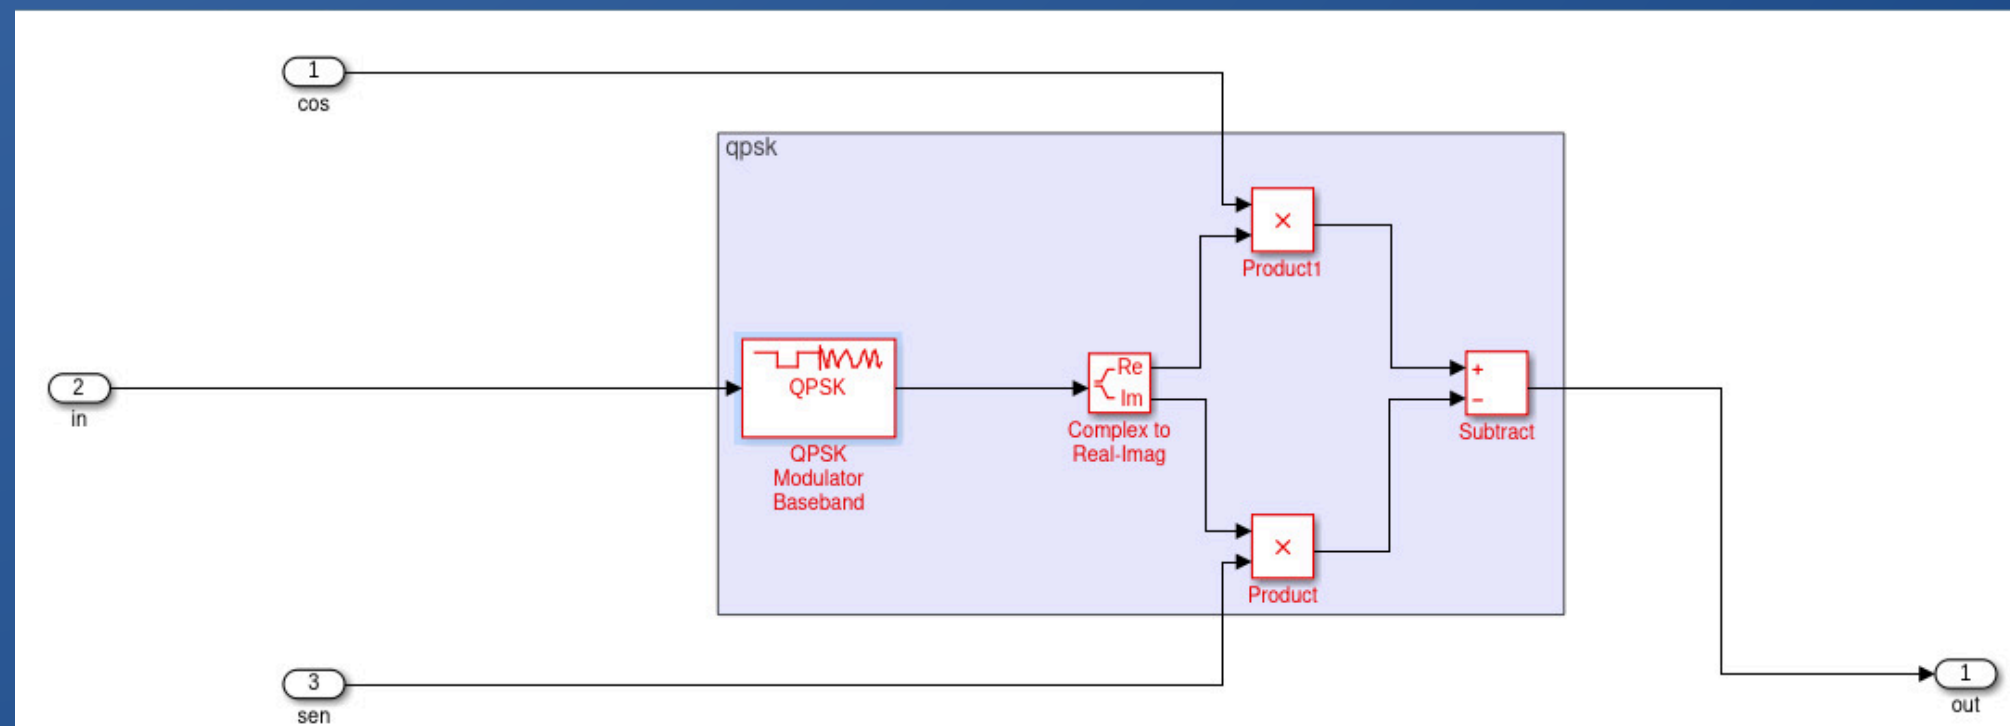 1
cos
qpsk
×
Product1
2
in
QPSK
QPSK
Modulator
Baseband
Re
Im
Complex to
Real-Imag
+
−
Subtract
×
Product
3
sen
1
out